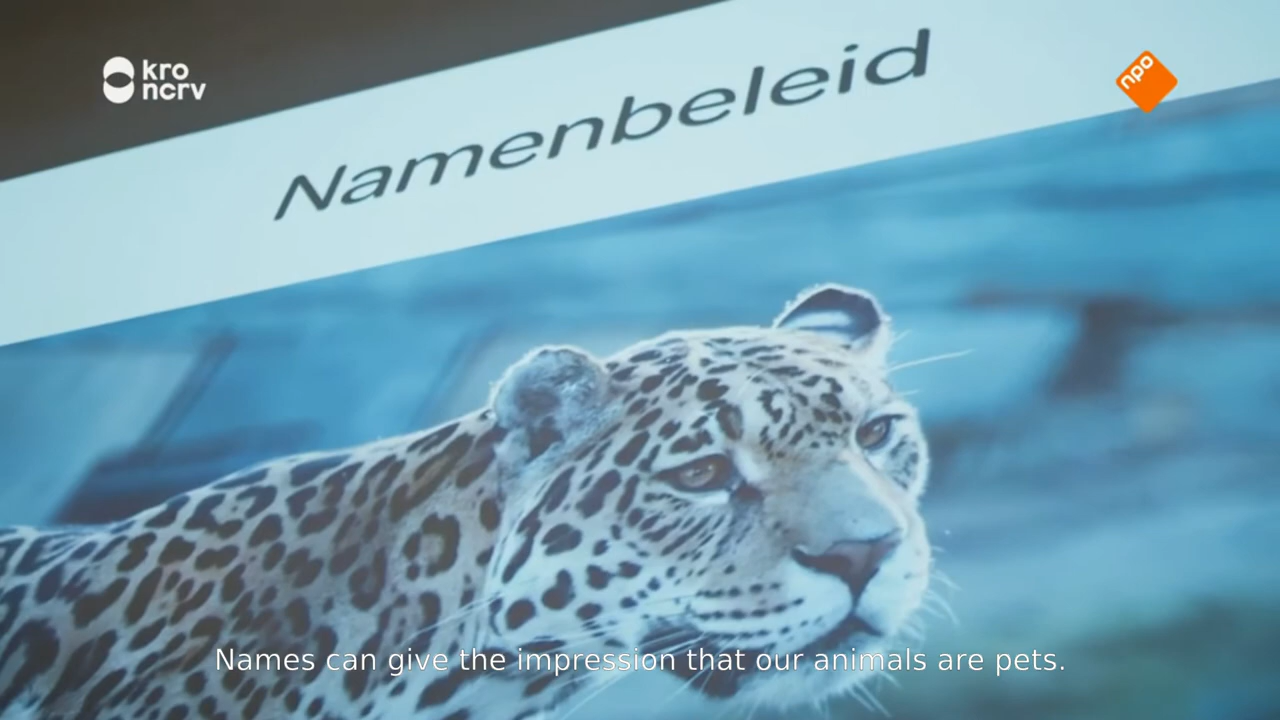 kro
ncrv
npo
Namenbeleid
Names can give the impression that our animals are pets.